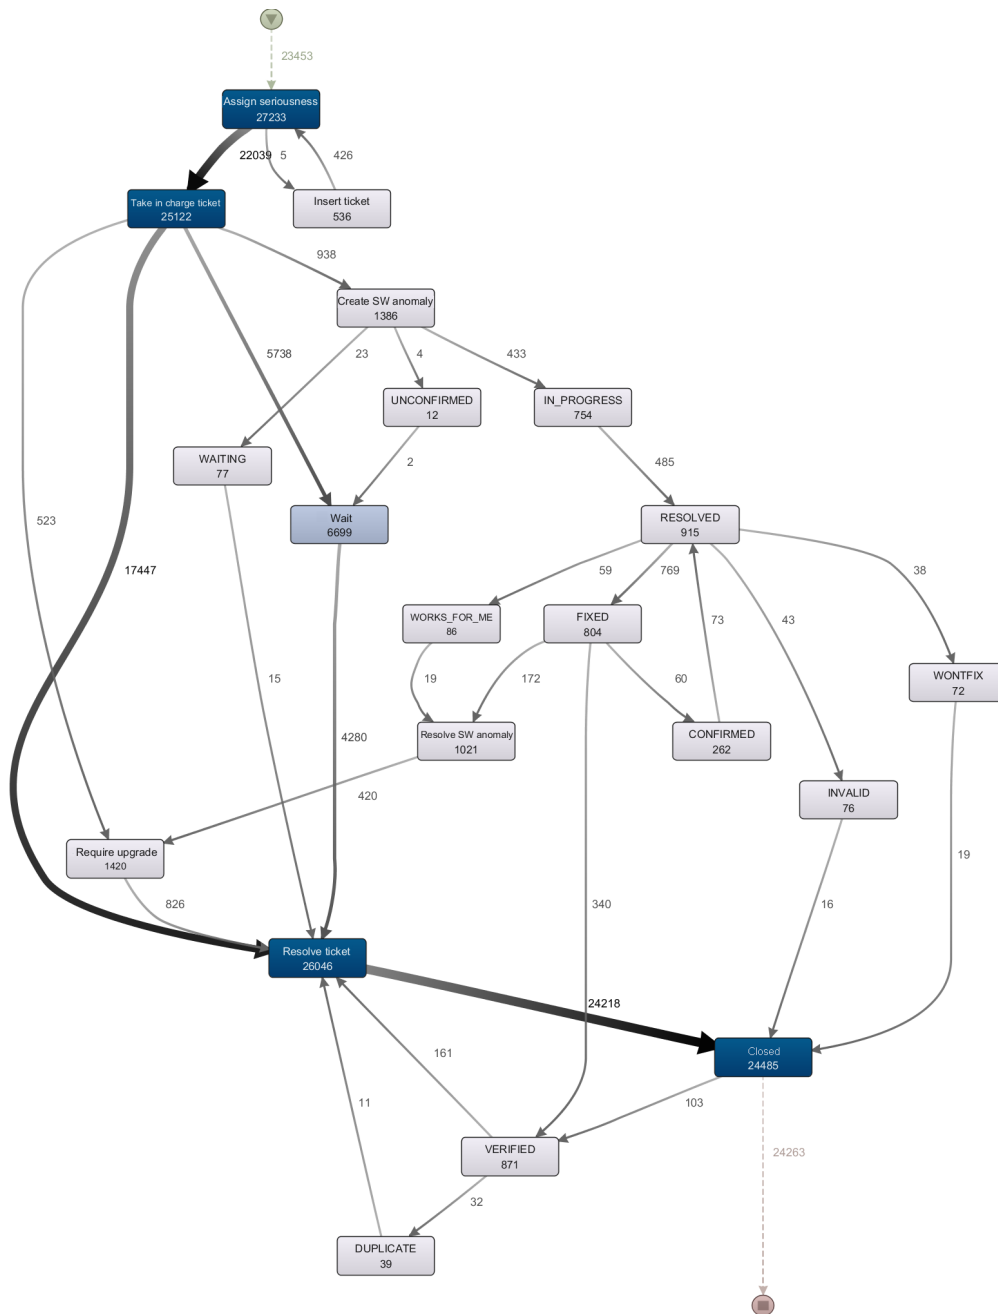 23453
Assign seriousness
27233
22039
5
426
Take in charge ticket
25122
Insert ticket
536
938
Create SW anomaly
1386
5738
23
4
433
UNCONFIRMED
12
IN_PROGRESS
754
WAITING
77
2
485
523
Wait
6699
RESOLVED
915
17447
59
769
38
WORKS_FOR_ME
86
FIXED
804
73
43
15
19
172
60
WONTFIX
72
4280
Resolve SW anomaly
1021
CONFIRMED
262
INVALID
76
420
Require upgrade
1420
19
826
340
16
Resolve ticket
26046
24218
161
Closed
24485
11
103
VERIFIED
871
24263
32
DUPLICATE
39